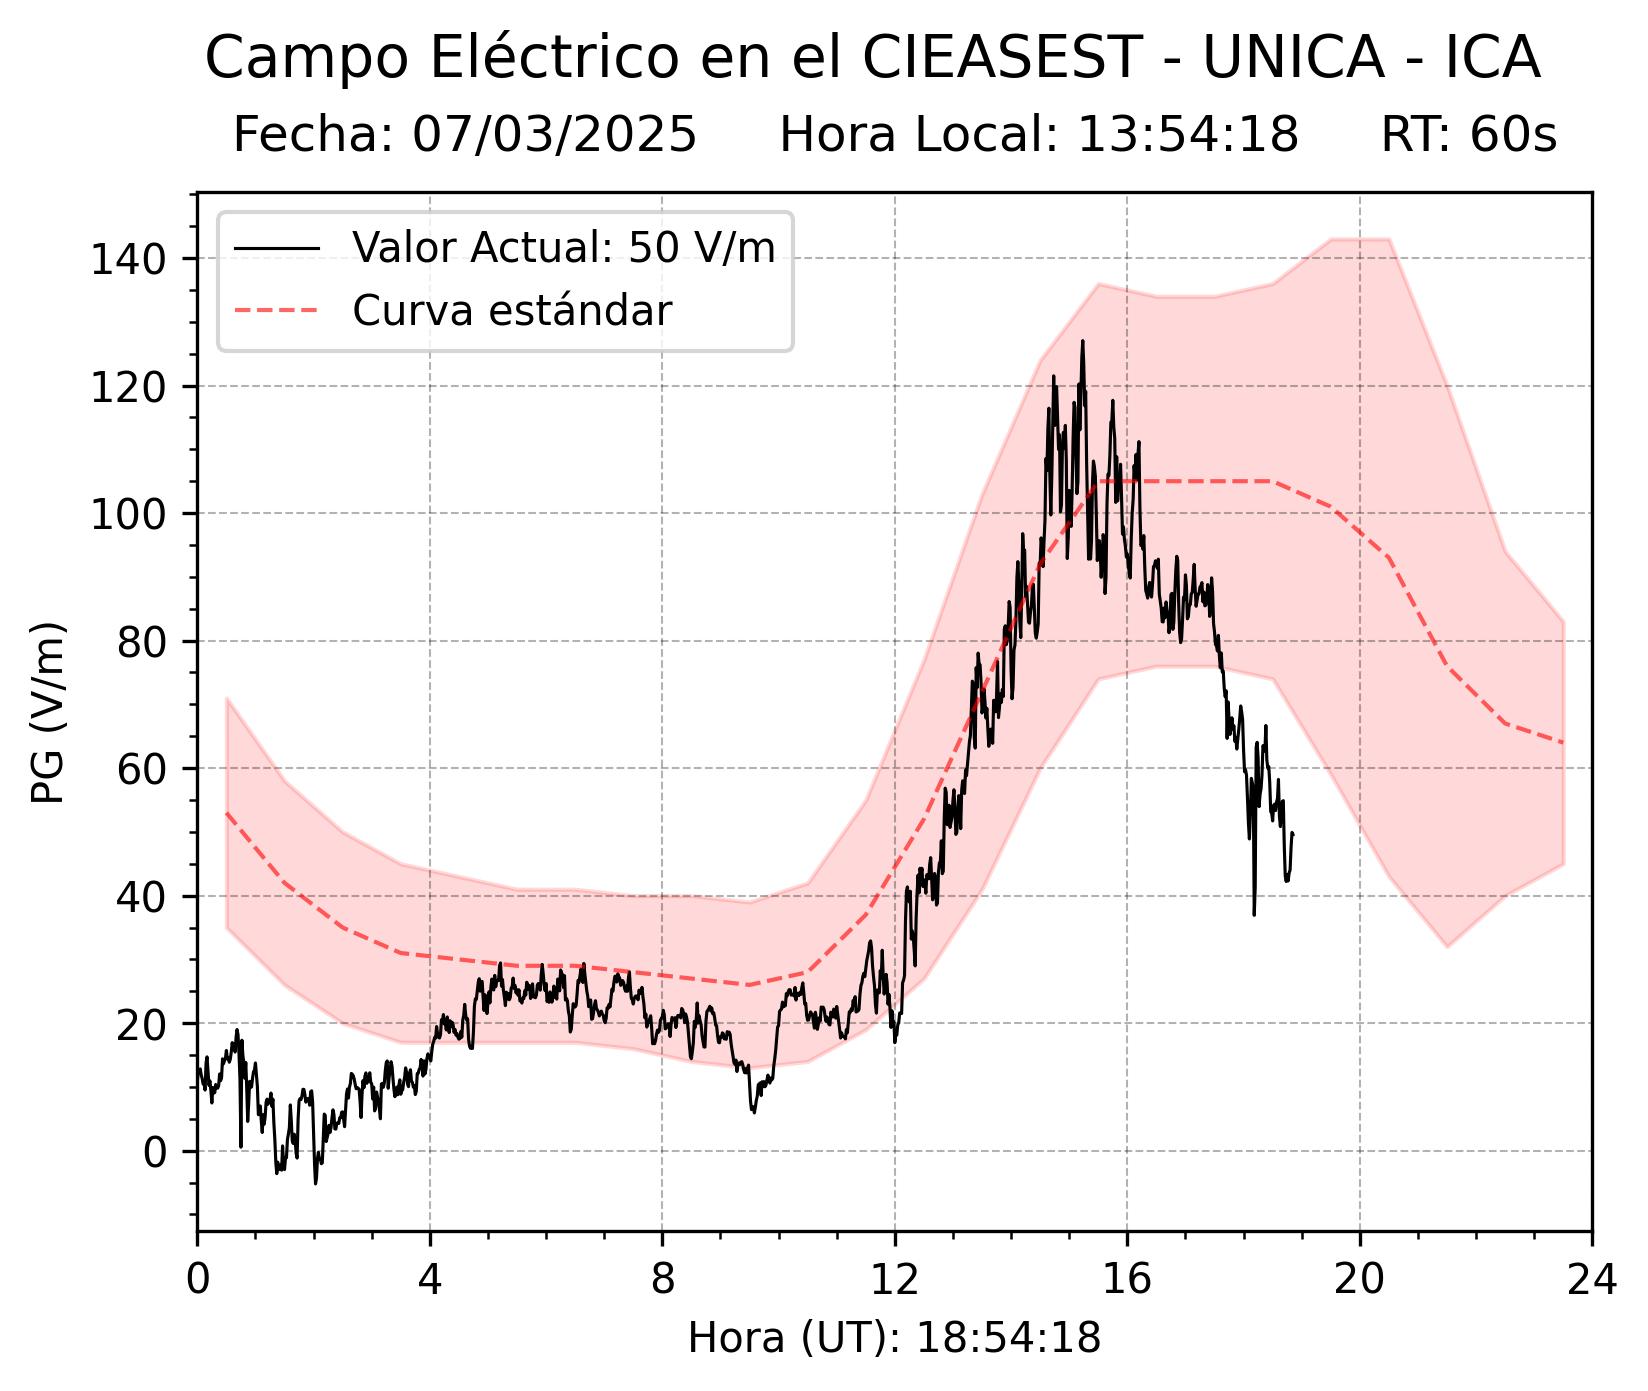 Campo Eléctrico en el CIEASEST - UNICA - ICA
Fecha: 07/03/2025 Hora Local: 13:54:18 RT: 60s
Valor Actual: 50 V/m
Curva estándar
PG (V/m)
140
120
100
80
60
40
20
0
0 4 8 12 16 20 24
Hora (UT): 18:54:18